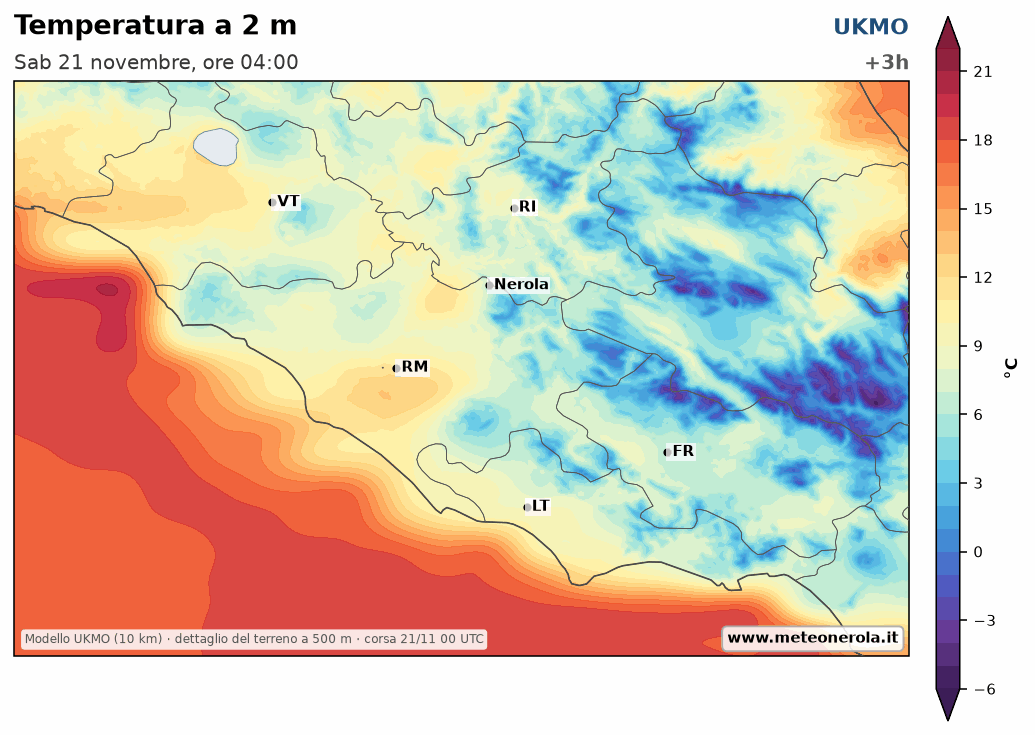 Temperatura a 2 m
UKMO
Sab 21 novembre, ore 04:00
+3h
VT
RI
Nerola
RM
FR
LT
21
18
15
12
9
6
3
0
−3
−6
°C
Modello UKMO (10 km) · dettaglio del terreno a 500 m · corsa 21/11 00 UTC
www.meteonerola.it